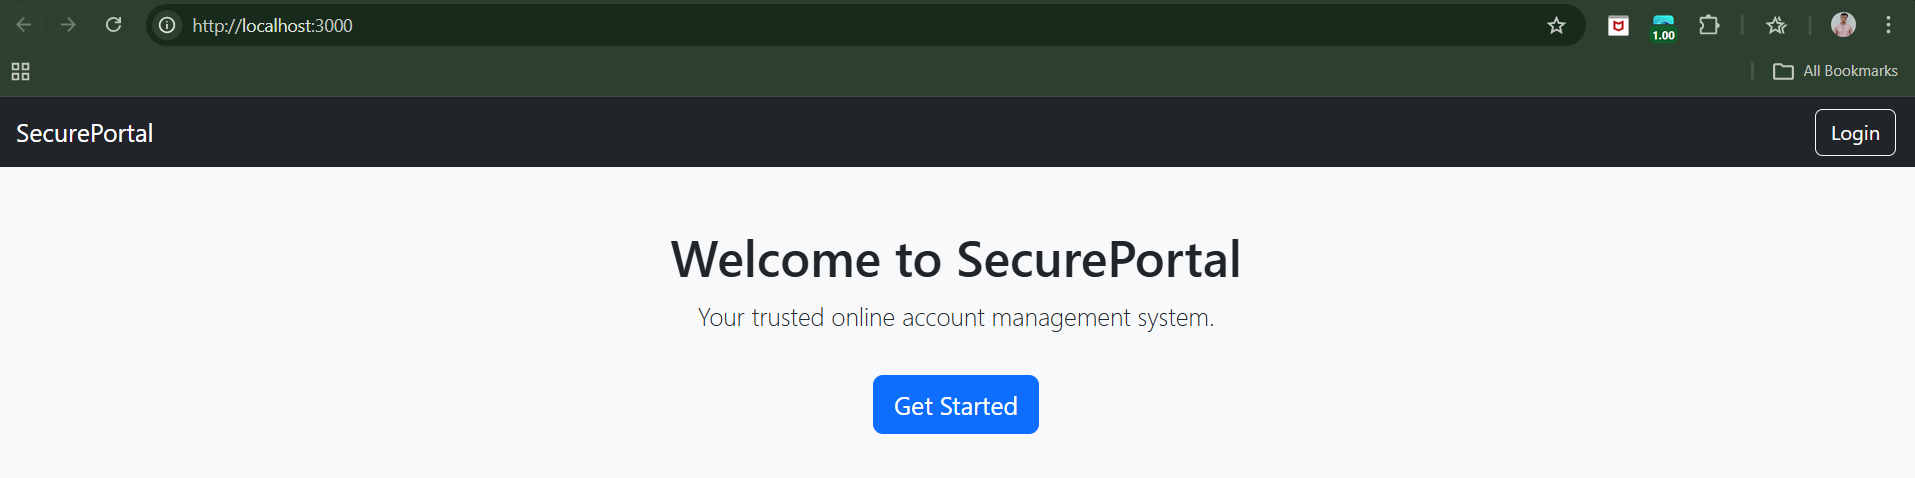 http://localhost:3000
1.00
All Bookmarks
SecurePortal
Login
Welcome to SecurePortal
Your trusted online account management system.
Get Started